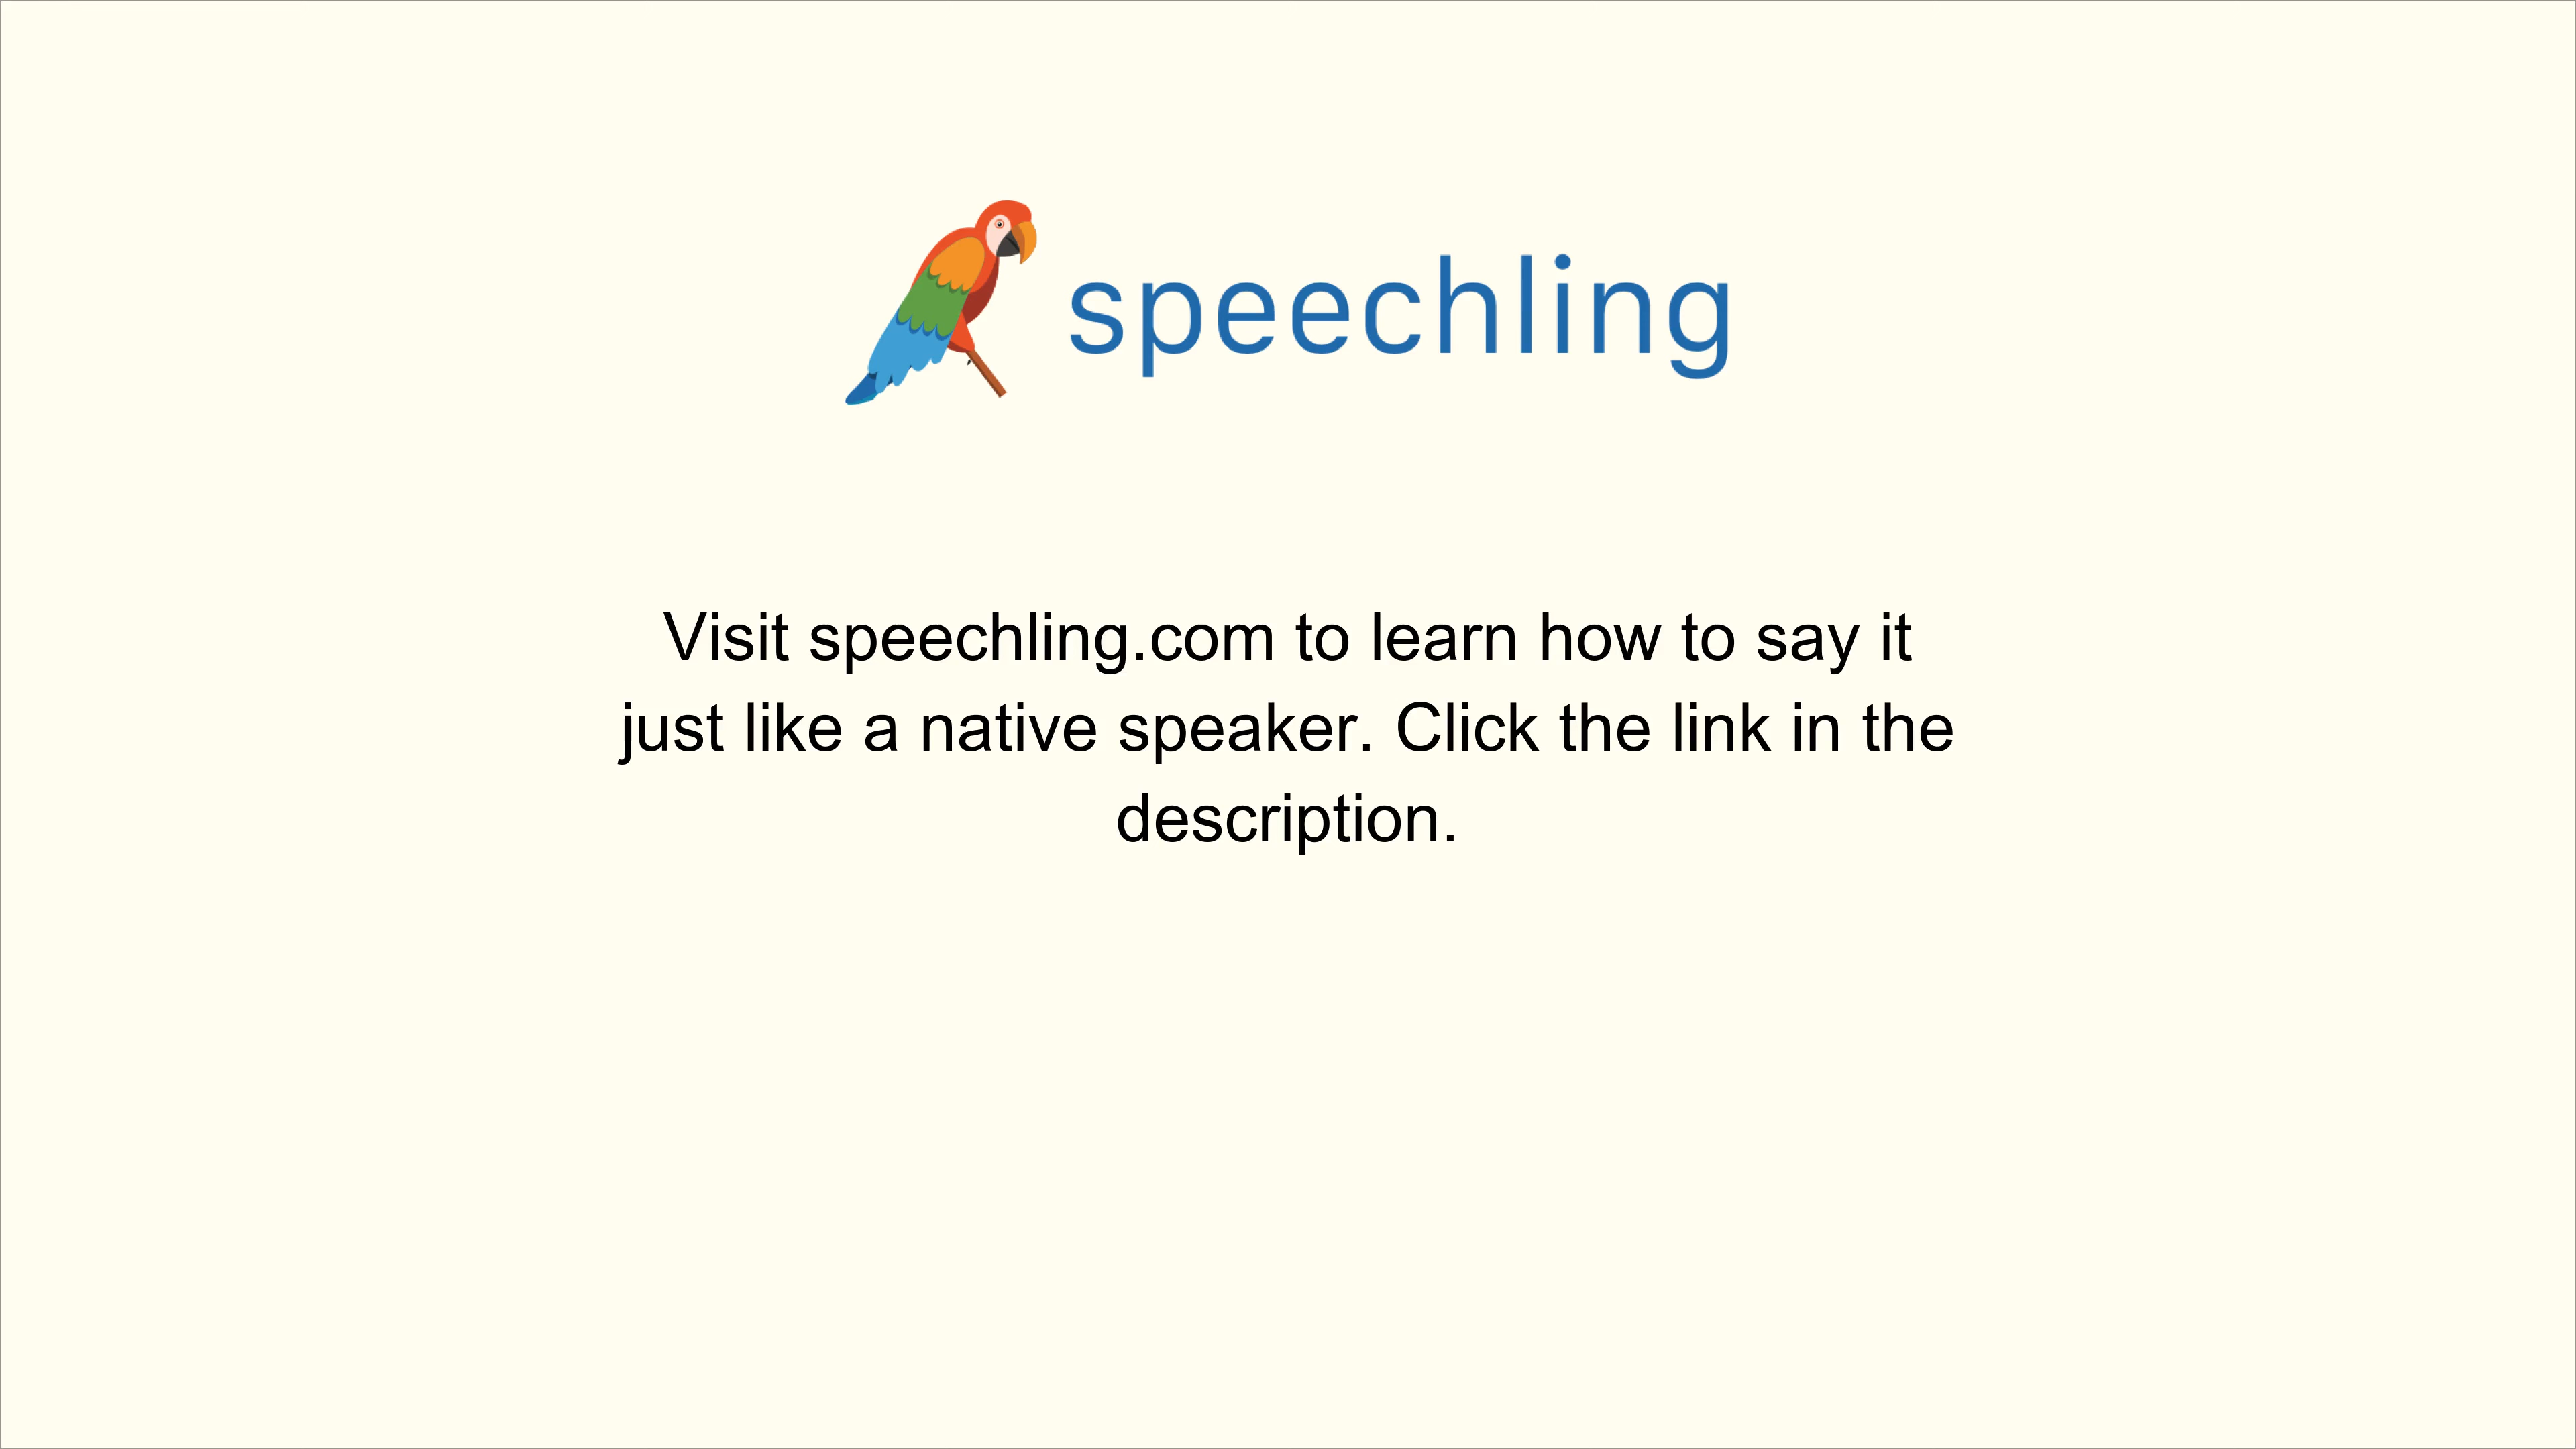 speechling
Visit speechling.com to learn how to say it
just like a native speaker. Click the link in the
description.